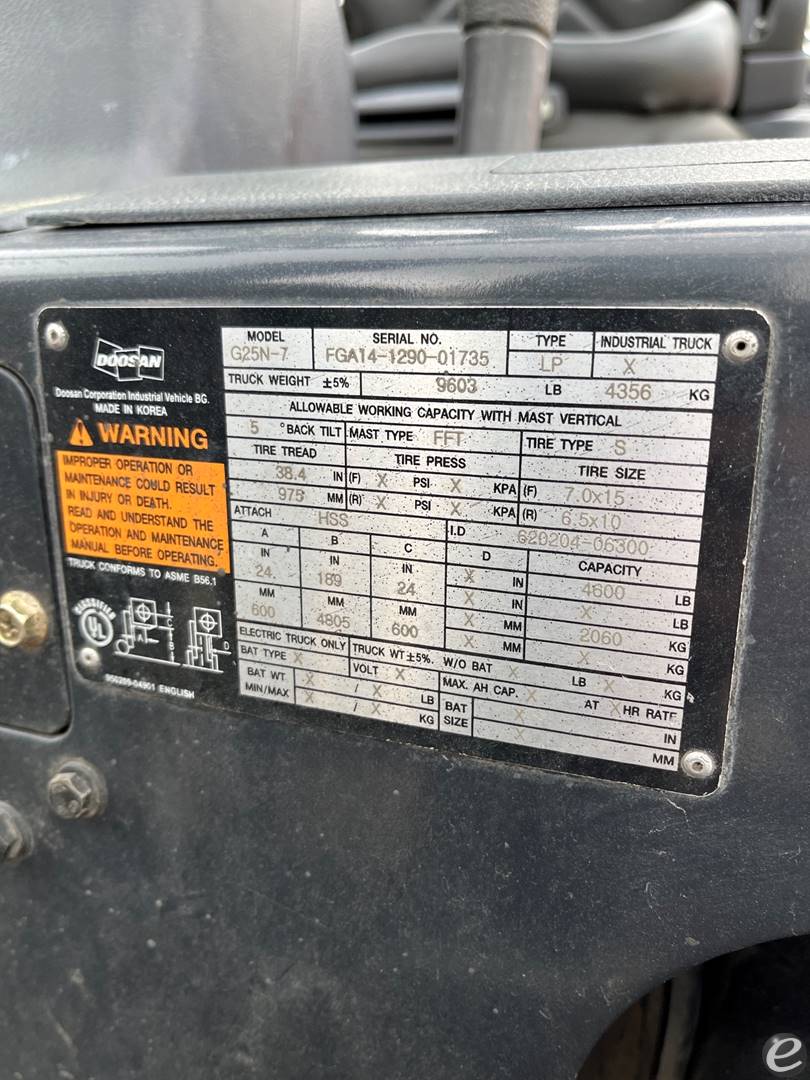 DOOSAN
Doosan Corporation Industrial Vehicle BG.
MADE IN KOREA
WARNING
IMPROPER OPERATION OR
MAINTENANCE COULD RESULT
IN INJURY OR DEATH.
READ AND UNDERSTAND THE
OPERATION AND MAINTENANCE
MANUAL BEFORE OPERATING.
TRUCK CONFORMS TO ASME B56.1
CLASSIFIED
UL
A
C
B
D
950209-04901 ENGLISH
MODEL SERIAL NO. TYPE INDUSTRIAL TRUCK
G25N-7 FGA14-1290-01735 LP X
TRUCK WEIGHT ±5% 9603 LB 4356 KG
ALLOWABLE WORKING CAPACITY WITH MAST VERTICAL
5 °BACK TILT MAST TYPE FFT TIRE TYPE S
TIRE TREAD TIRE PRESS TIRE SIZE
38.4 IN (F) X PSI X KPA (F) 7.0x15
975 MM (R) X PSI X KPA (R) 6.5x10
ATTACH HSS I.D G20204-06300
A B C D CAPACITY
IN IN IN X IN 4600 LB
24 189 24 X IN X LB
MM MM MM X MM 2060 KG
600 4805 600 X MM X KG
ELECTRIC TRUCK ONLY TRUCK WT ±5%. W/O BAT X LB X KG
BAT TYPE X VOLT X MAX. AH CAP. X AT X HR RATE
BAT WT X / X LB BAT X IN
MIN/MAX X / X KG SIZE X MM
e